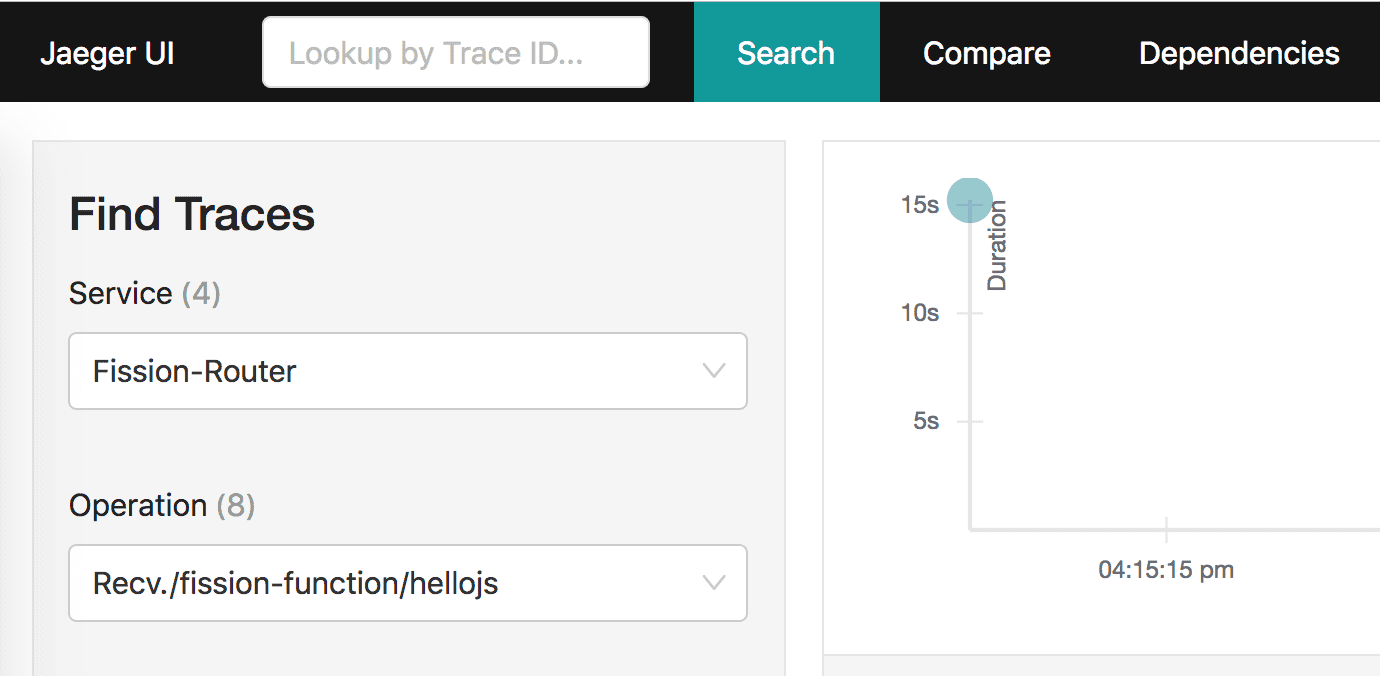 Jaeger UI
Lookup by Trace ID...
Search
Compare
Dependencies
Find Traces
Service (4)
Fission-Router
Operation (8)
Recv./fission-function/hellojs
15s
Duration
10s
5s
04:15:15 pm